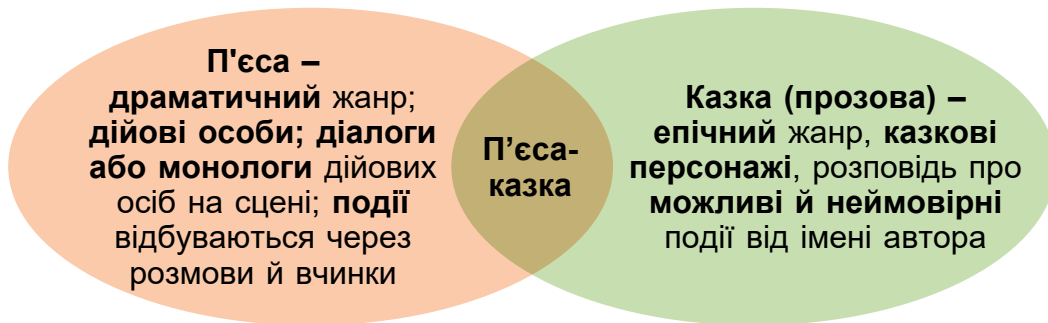 П'єса –
драматичний жанр;
дійові особи; діалоги
або монологи дійових
осіб на сцені; події
відбуваються через
розмови й вчинки
П’єса-
казка
Казка (прозова) –
епічний жанр, казкові
персонажі, розповідь про
можливі й неймовірні
події від імені автора